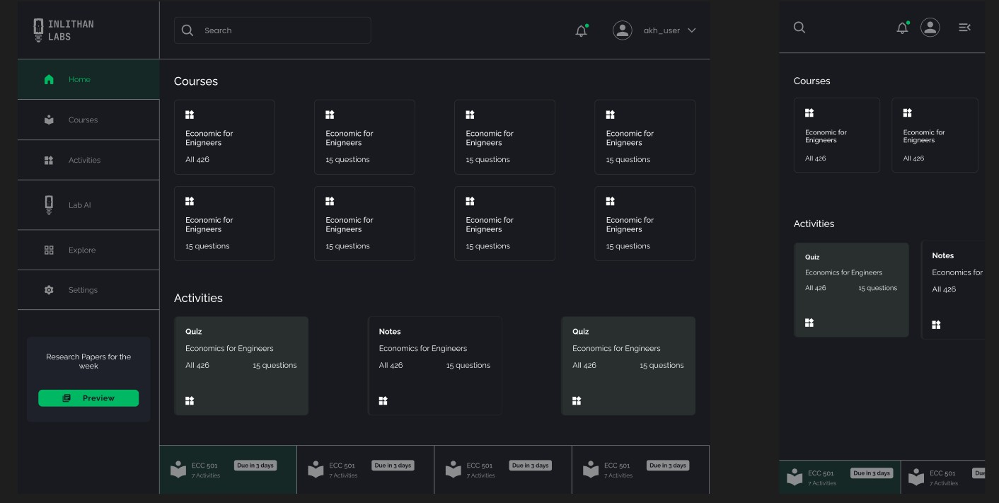 INLITHAN
LABS
Search
akh_user
Home
Courses
Activities
Lab AI
Explore
Settings
Research Papers for the
week
Preview
Courses
Economic for
Enigneers
All 426
Economic for
Enigneers
15 questions
Economic for
Enigneers
15 questions
Economic for
Enigneers
15 questions
Economic for
Enigneers
15 questions
Economic for
Enigneers
15 questions
Economic for
Enigneers
15 questions
Economic for
Enigneers
15 questions
Activities
Quiz
Economics for Engineers
All 426 15 questions
Notes
Economics for Engineers
All 426 15 questions
Quiz
Economics for Engineers
All 426 15 questions
ECC 501 Due in 3 days
7 Activities
ECC 501 Due in 3 days
7 Activities
ECC 501 Due in 3 days
7 Activities
ECC 501 Due in 3 days
7 Activities
Courses
Economic for
Enigneers
All 426
Economic for
Enigneers
All 426
Activities
Quiz
Economics for Engineers
All 426 15 questions
Notes
Economics for
All 426
ECC 501 Due in 3 days
7 Activities
ECC 501 Due
7 Activities